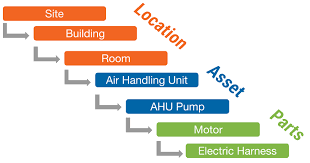 Site
Location
Building
Room
Air Handling Unit
Asset
AHU Pump
Parts
Motor
Electric Harness